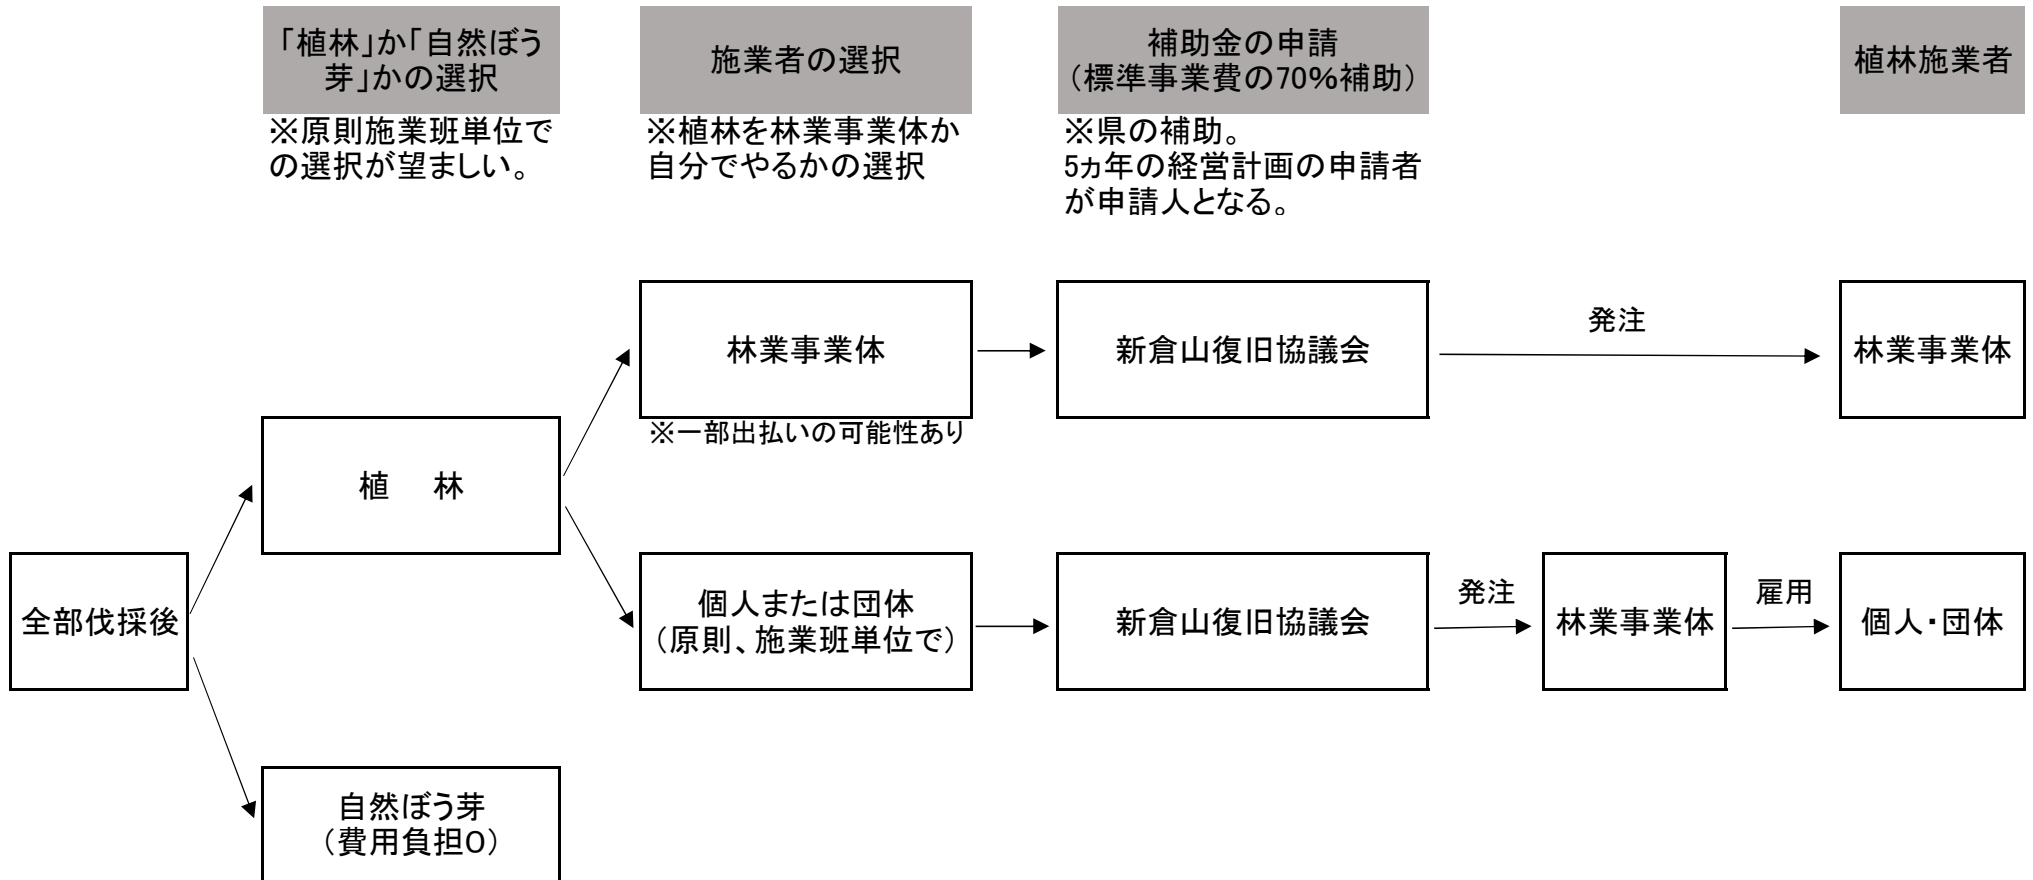 「植林」か「自然ぼう
芽」かの選択
施業者の選択
補助金の申請
（標準事業費の70%補助）
植林施業者
※原則施業班単位で
の選択が望ましい。
※植林を林業事業体か
自分でやるかの選択
※県の補助。
5ヵ年の経営計画の申請者
が申請人となる。
林業事業体
新倉山復旧協議会
発注
林業事業体
※一部出払いの可能性あり
植　林
全部伐採後
個人または団体
（原則、施業班単位で）
新倉山復旧協議会
発注
林業事業体
雇用
個人・団体
自然ぼう芽
（費用負担0）